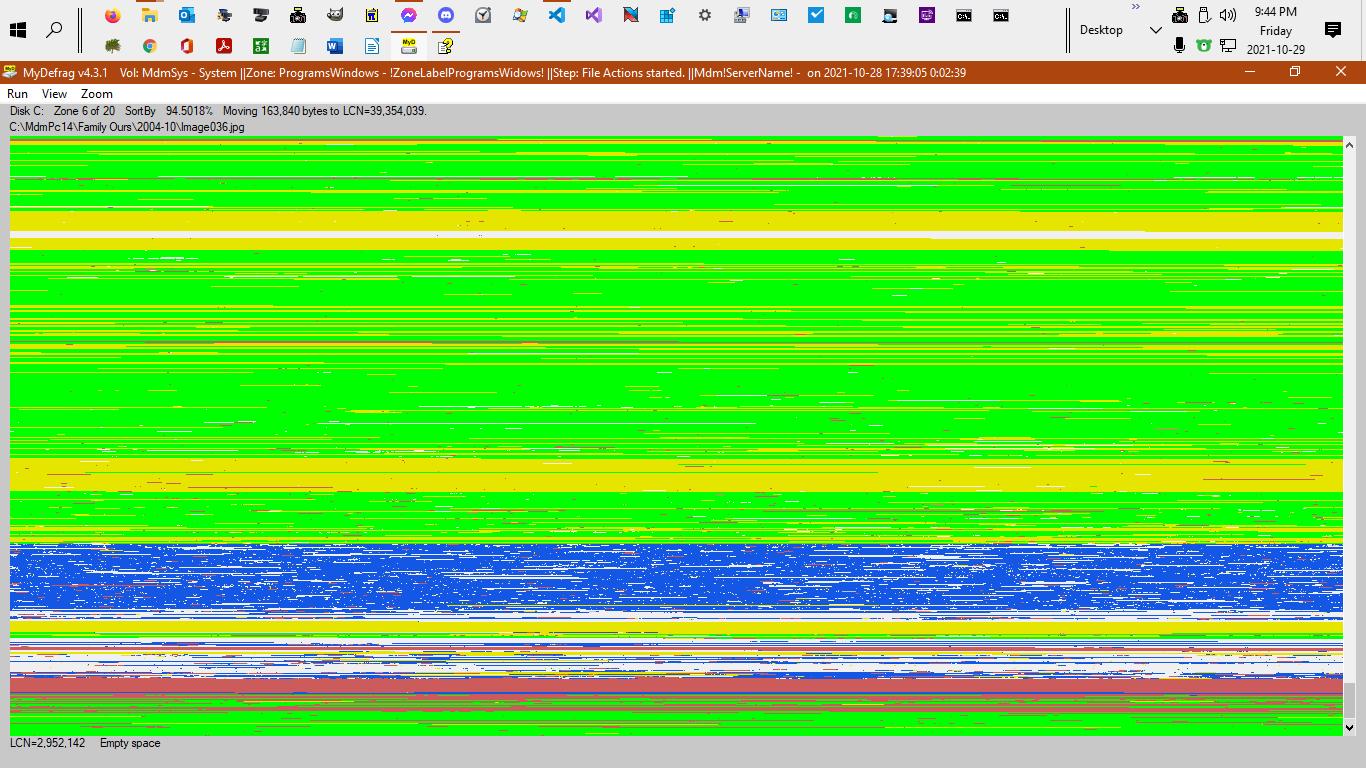 9:44 PM
Desktop
Friday
2021-10-29
MyD
MyDefrag v4.3.1 Vol: MdmSys - System ||Zone: ProgramsWindows - !ZoneLabelProgramsWidows! ||Step: File Actions started. ||Mdm!ServerName! - on 2021-10-28 17:39:05 0:02:39
Run View Zoom
Disk C: Zone 6 of 20 SortBy 94.5018% Moving 163,840 bytes to LCN=39,354,039.
C:\MdmPc14\Family Ours\2004-10\Image036.jpg
LCN=2,952,142 Empty space